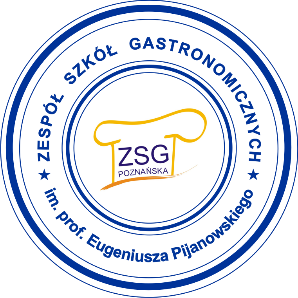 ★ ZESPÓŁ SZKÓŁ GASTRONOMICZNYCH ★
im. prof. Eugeniusza Pijanowskiego
ZSG
POZNAŃSKA